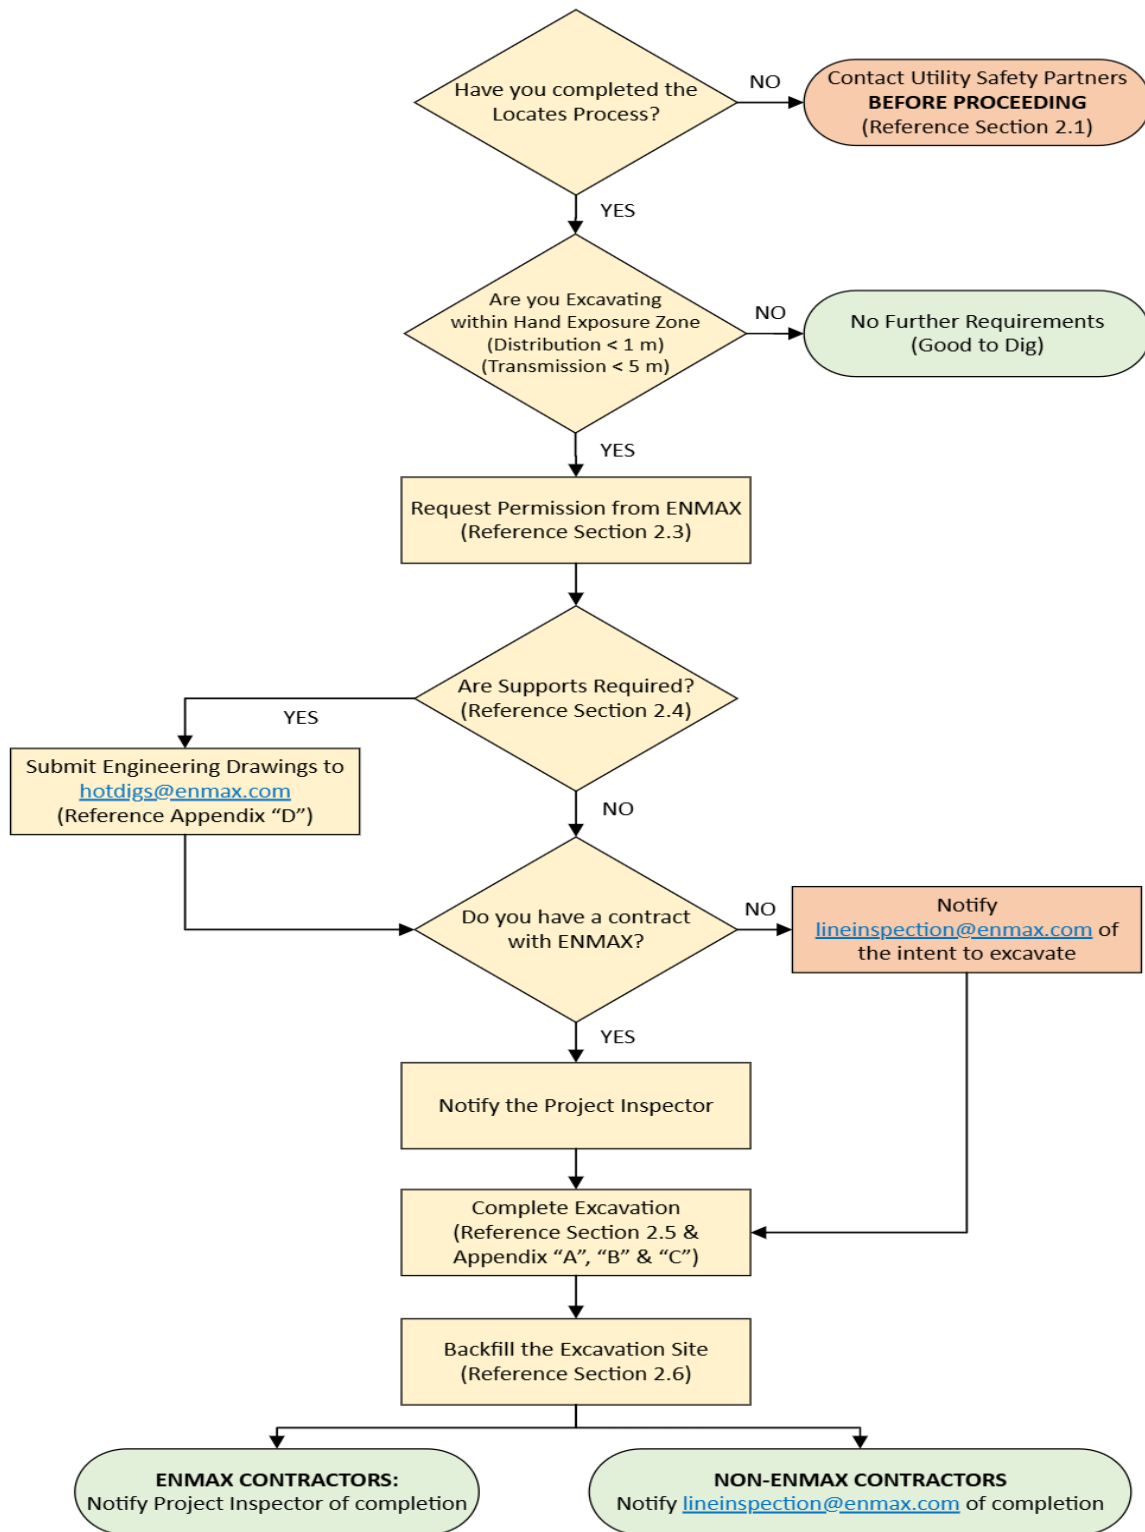 Have you completed the
Locates Process?
NO
Contact Utility Safety Partners
BEFORE PROCEEDING
(Reference Section 2.1)
YES
Are you Excavating
within Hand Exposure Zone
(Distribution < 1 m)
(Transmission < 5 m)
NO
No Further Requirements
(Good to Dig)
YES
Request Permission from ENMAX
(Reference Section 2.3)
Are Supports Required?
(Reference Section 2.4)
YES
Submit Engineering Drawings to
hotdigs@enmax.com
(Reference Appendix “D”)
NO
Do you have a contract
with ENMAX?
NO
Notify
lineinspection@enmax.com of
the intent to excavate
YES
Notify the Project Inspector
Complete Excavation
(Reference Section 2.5 &
Appendix “A”, “B” & “C”)
Backfill the Excavation Site
(Reference Section 2.6)
ENMAX CONTRACTORS:
Notify Project Inspector of completion
NON-ENMAX CONTRACTORS
Notify lineinspection@enmax.com of completion